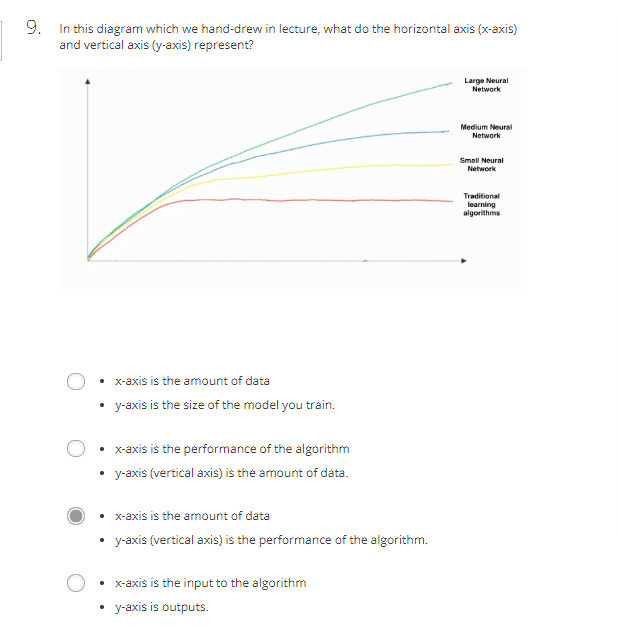 9. In this diagram which we hand-drew in lecture, what do the horizontal axis (x-axis)
and vertical axis (y-axis) represent?
Large Neural
Network
Medium Neural
Network
Small Neural
Network
Traditional
learning
algorithms
• x-axis is the amount of data
• y-axis is the size of the model you train.
• x-axis is the performance of the algorithm
• y-axis (vertical axis) is the amount of data.
• x-axis is the amount of data
• y-axis (vertical axis) is the performance of the algorithm.
• x-axis is the input to the algorithm
• y-axis is outputs.